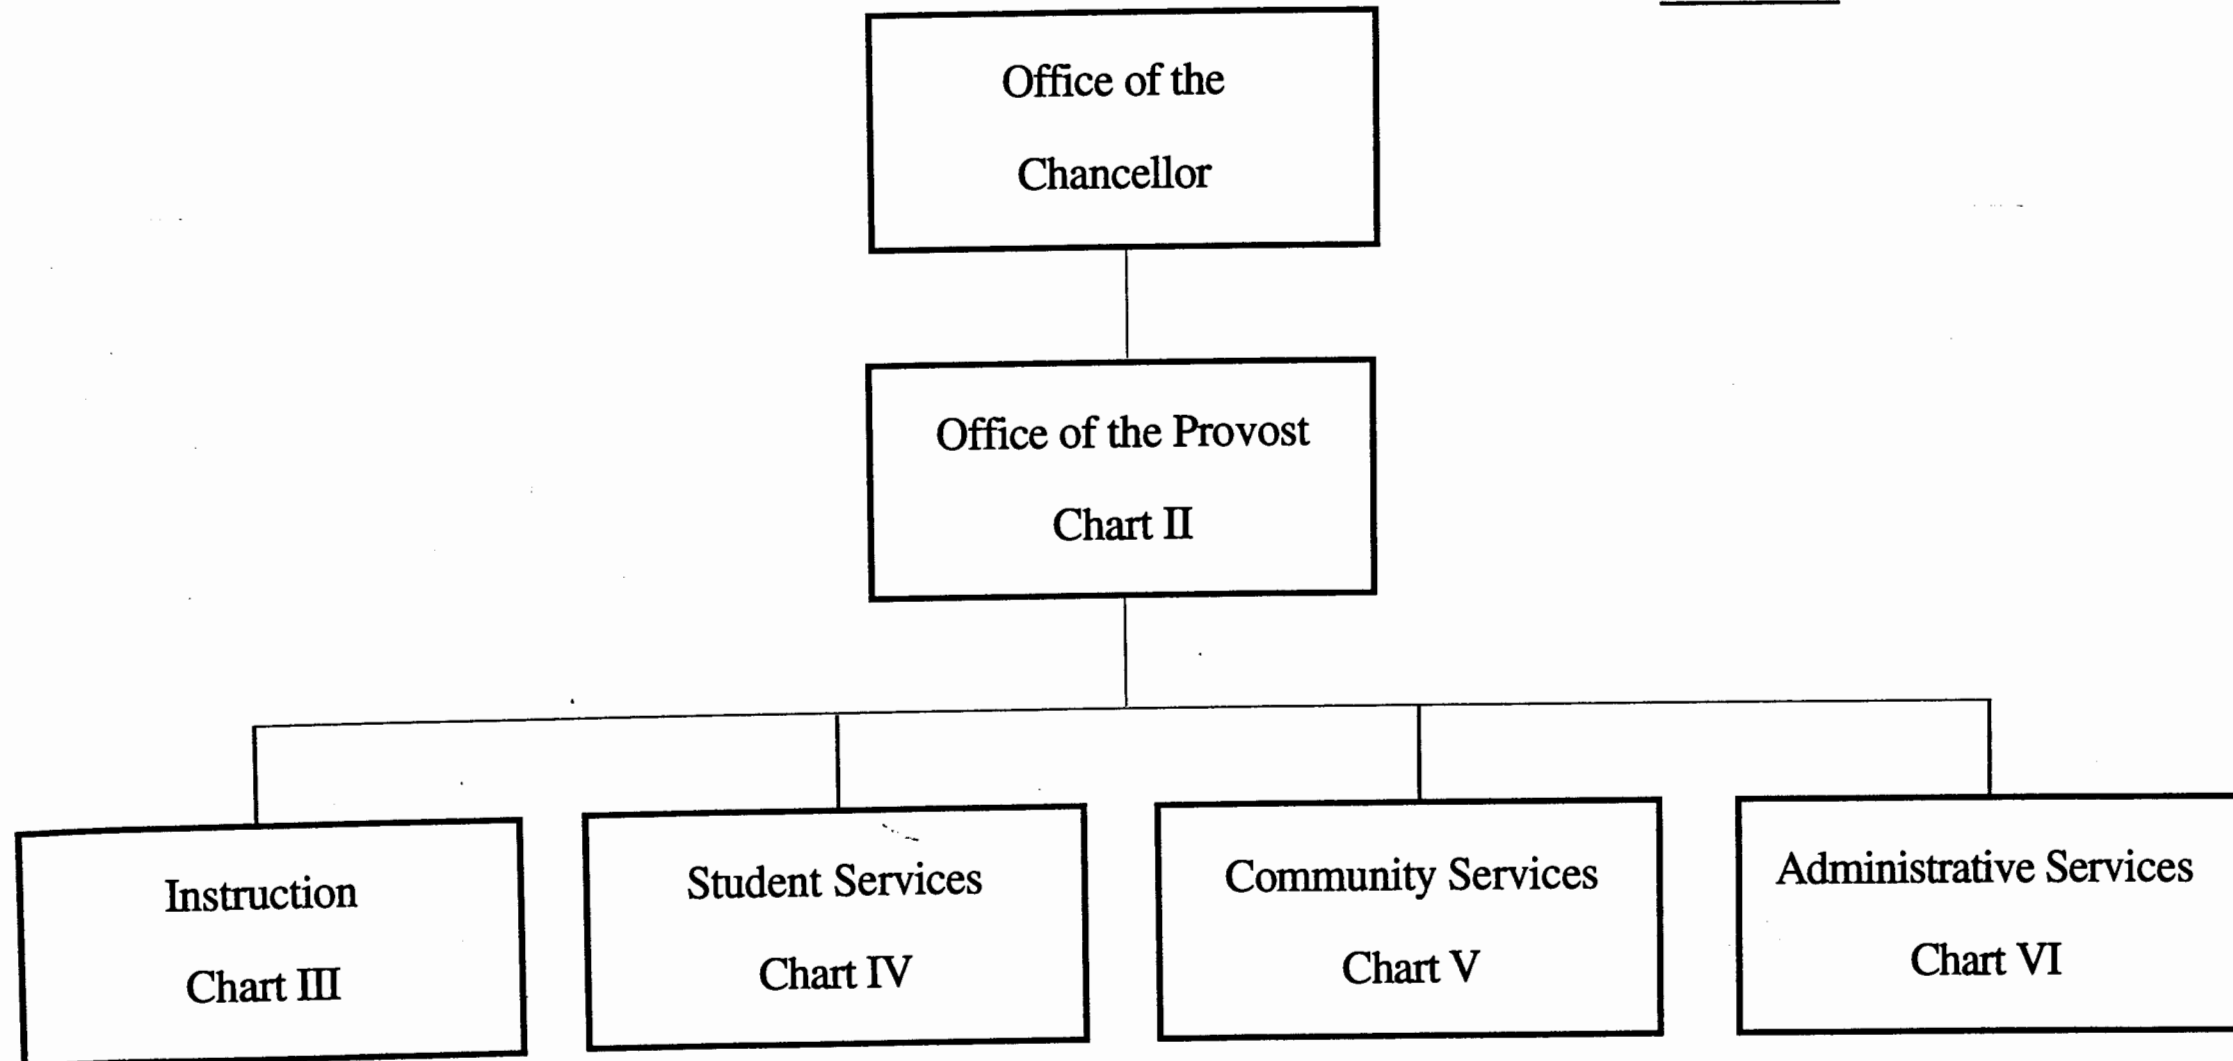 Office of the
Chancellor
Office of the Provost
Chart II
Instruction
Chart III
Student Services
Chart IV
Community Services
Chart V
Administrative Services
Chart VI